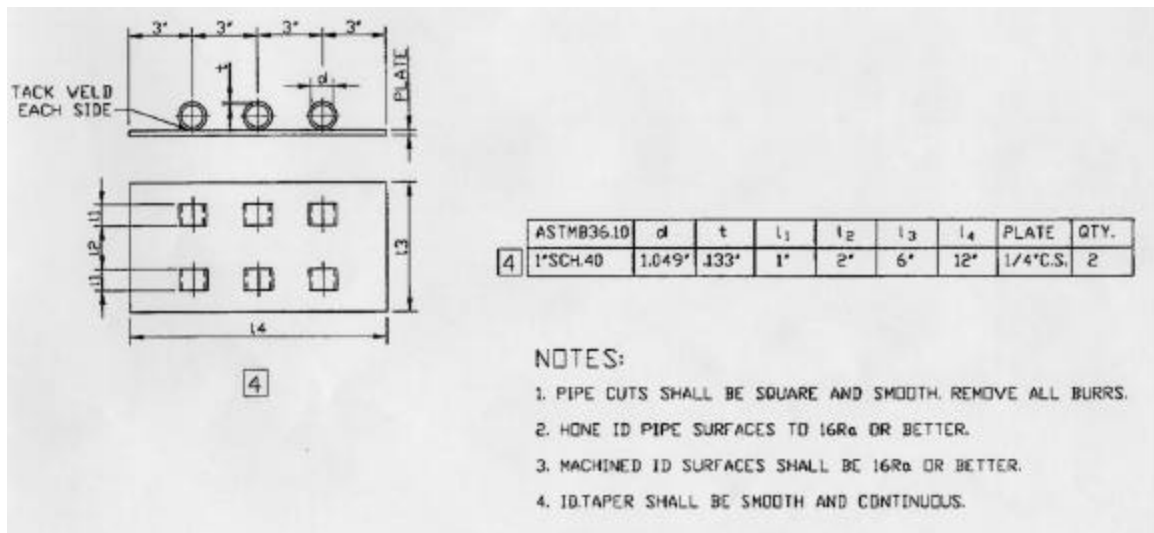 3" 3" 3" 3"
t
d
PLATE
TACK WELD
EACH SIDE
l1
l2
l1
l3
l4
4
ASTMB36.10 d t l1 l2 l3 l4 PLATE QTY.
4 1"SCH.40 1.049" .133" 1" 2" 6" 12" 1/4"C.S. 2
NOTES:
1. PIPE CUTS SHALL BE SQUARE AND SMOOTH. REMOVE ALL BURRS.
2. HONE ID PIPE SURFACES TO 16Ra OR BETTER.
3. MACHINED ID SURFACES SHALL BE 16Ra OR BETTER.
4. ID.TAPER SHALL BE SMOOTH AND CONTINUOUS.